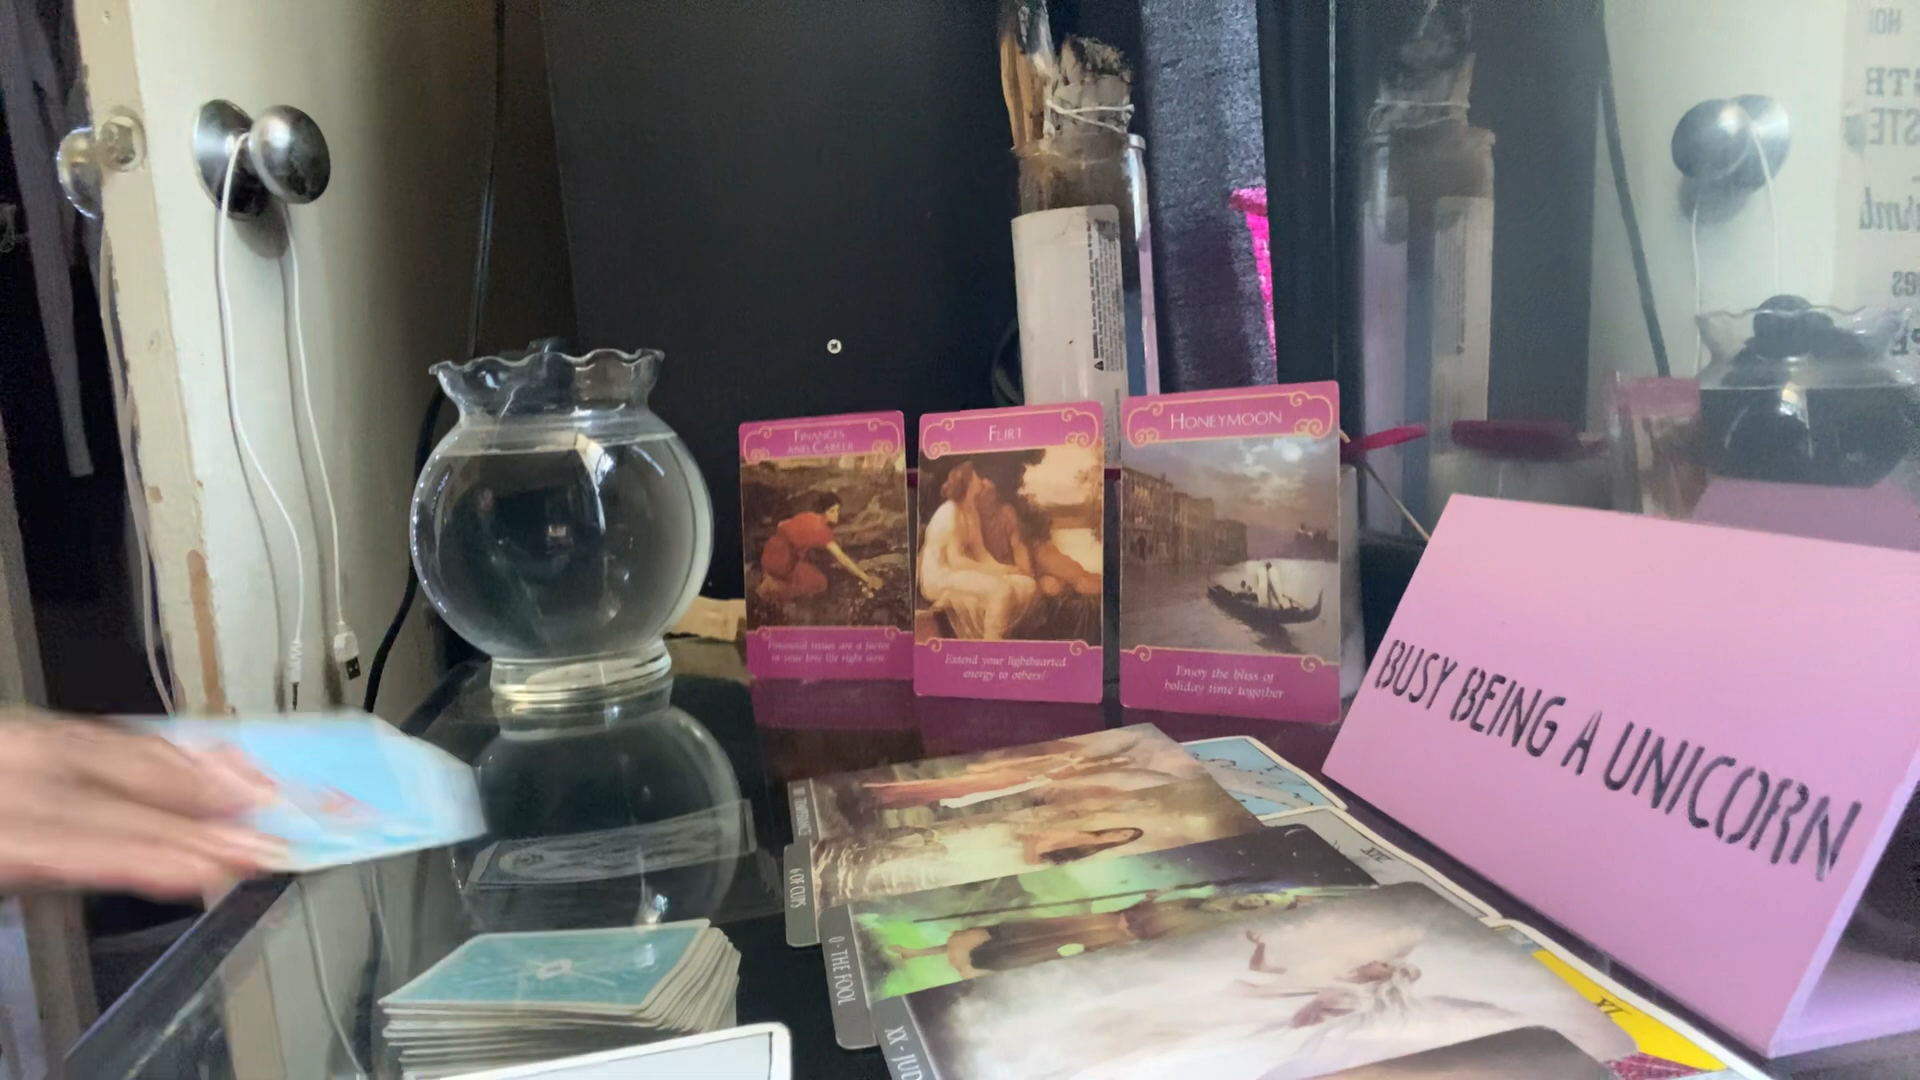 FINANCES
AND CAREER
Financial issues are a factor
in your love life right now.
FLIRT
Extend your lighthearted
energy to others!
HONEYMOON
Enjoy the bliss of
holiday time together
BUSY BEING A UNICORN
TEMPERANCE
6 OF CUPS
0 - THE FOOL
XX - JUD
VI